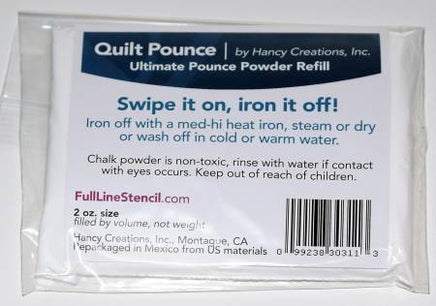 Quilt Pounce | by Hancy Creations, Inc.
Ultimate Pounce Powder Refill
Swipe it on, iron it off!
Iron off with a med-hi heat iron, steam or dry
or wash off in cold or warm water.
Chalk powder is non-toxic, rinse with water if contact
with eyes occurs. Keep out of reach of children.
FullLineStencil.com
2 oz. size
filled by volume, not weight
Hancy Creations, Inc., Montague, CA
Repackaged in Mexico from US materials
0 99238 30311 3